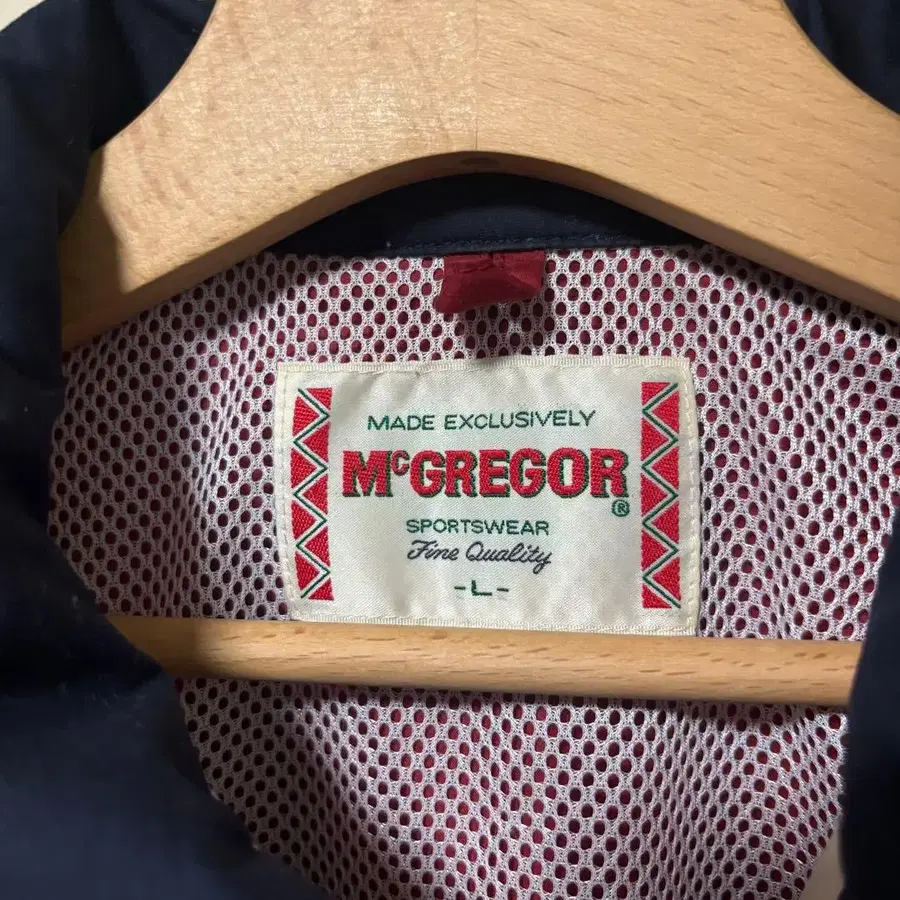 MADE EXCLUSIVELY
McGREGOR
®
SPORTSWEAR
Fine Quality
-L-